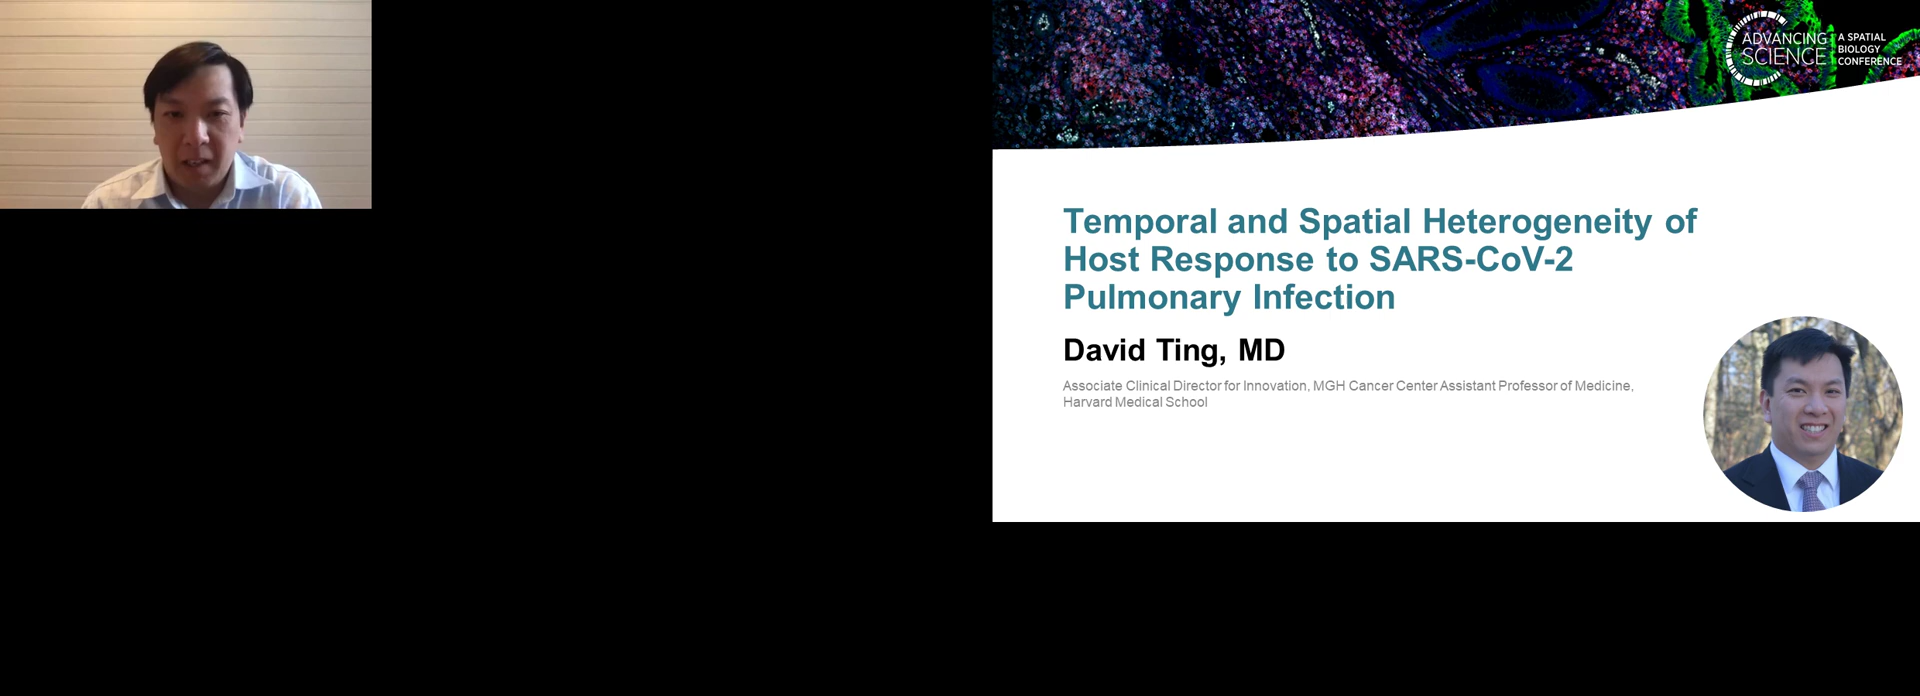 ADVANCING
SCIENCE
A SPATIAL
BIOLOGY
CONFERENCE
Temporal and Spatial Heterogeneity of
Host Response to SARS-CoV-2
Pulmonary Infection
David Ting, MD
Associate Clinical Director for Innovation, MGH Cancer Center Assistant Professor of Medicine,
Harvard Medical School